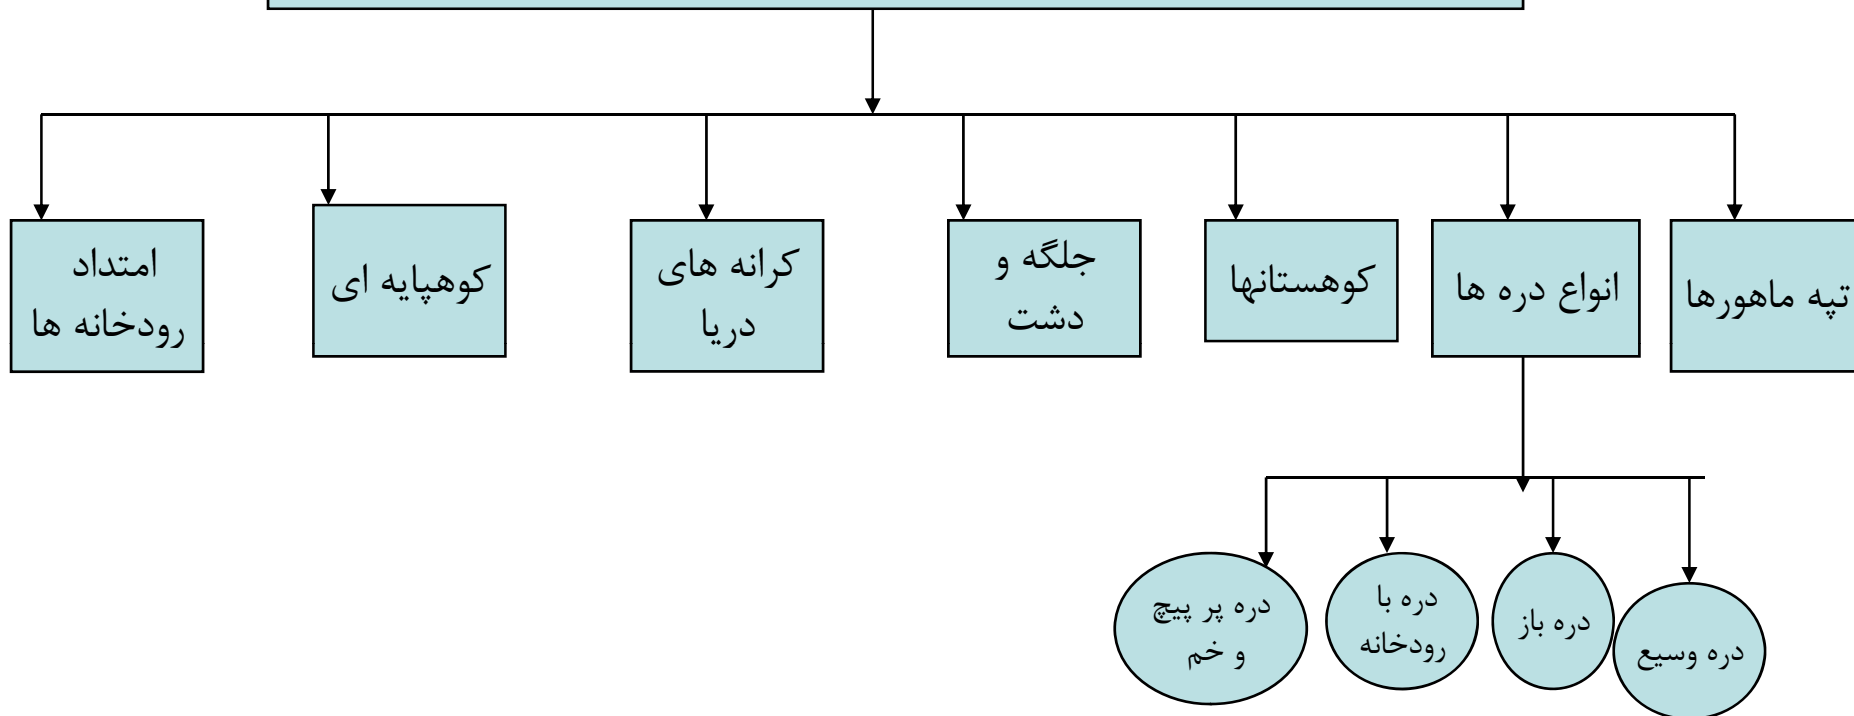 تپه ماهورها
انواع دره ها
کوهستانها
جلگه و
دشت
کرانه های
دریا
کوهپایه ای
امتداد
رودخانه ها
دره وسیع
دره باز
دره با
رودخانه
دره پر پیچ
و خم